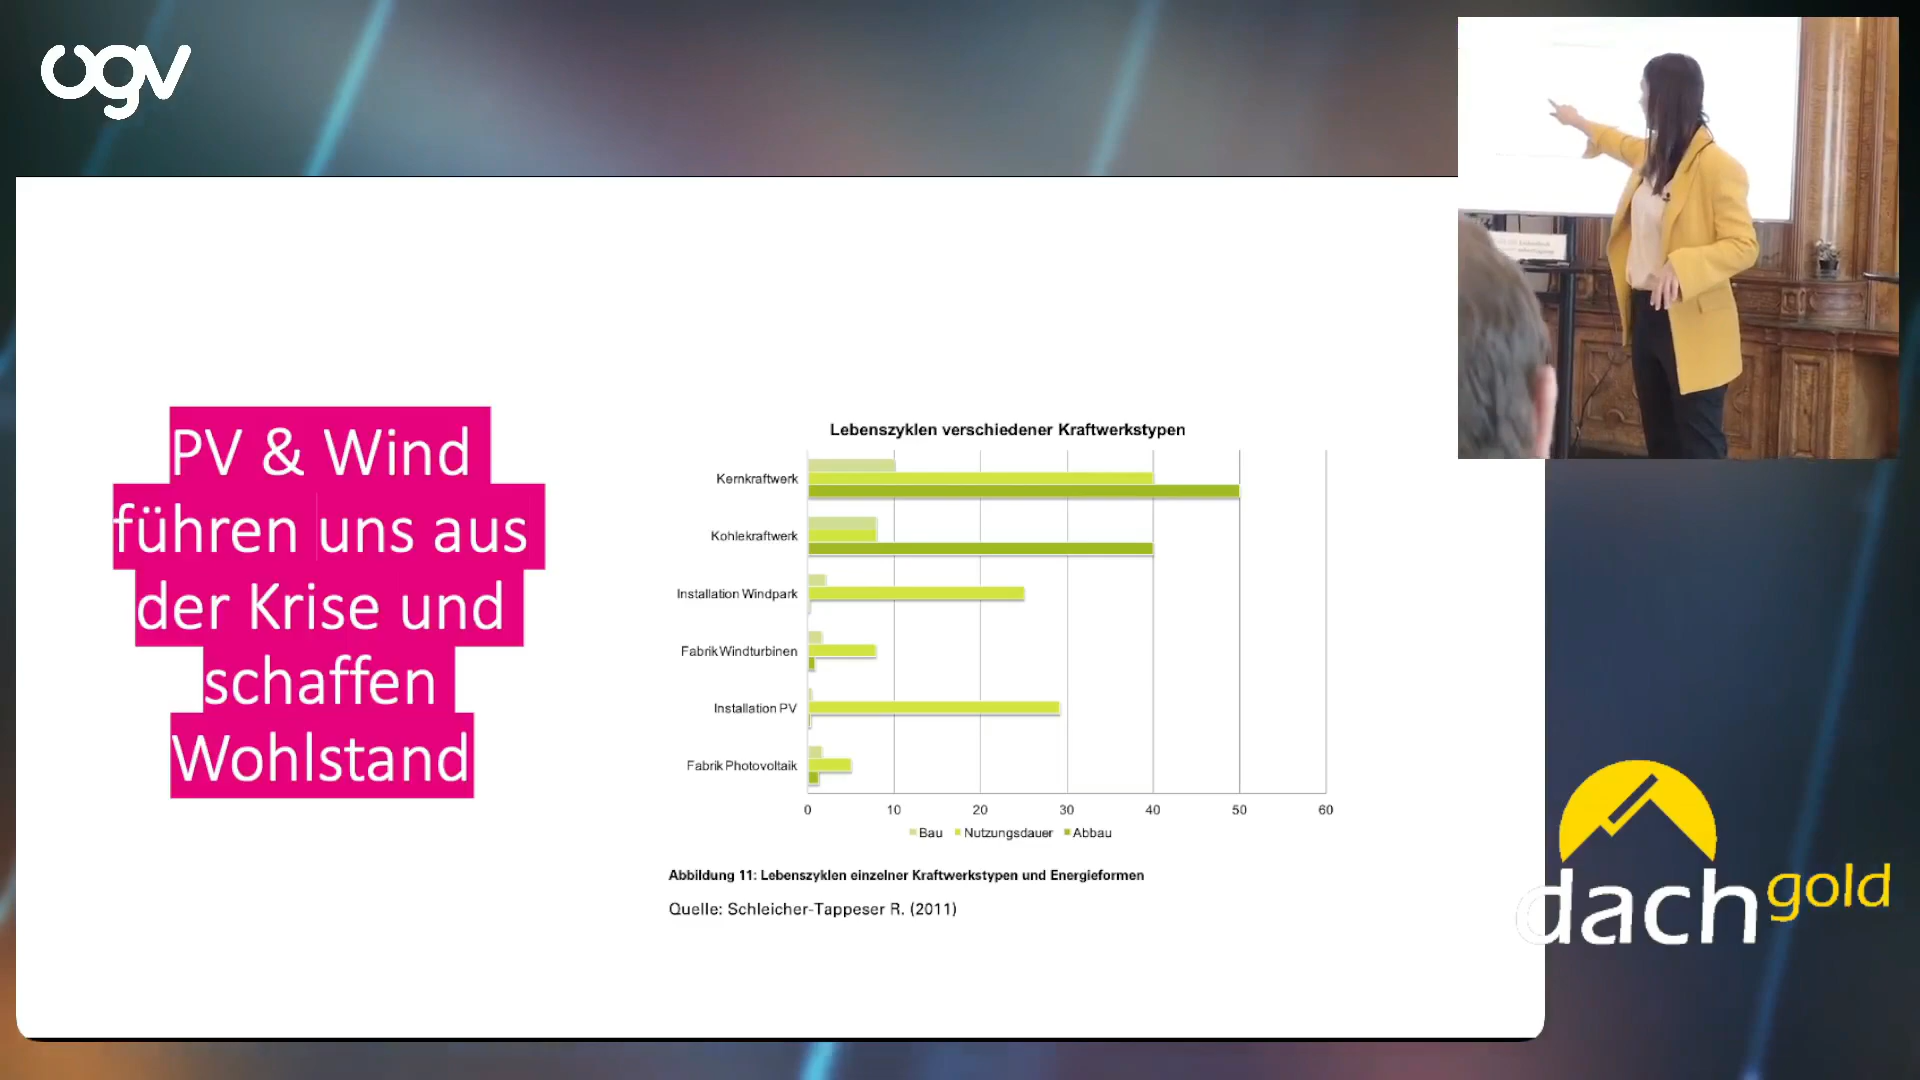 ögv
PV & Wind
führen uns aus
der Krise und
schaffen
Wohlstand
Lebenszyklen verschiedener Kraftwerkstypen
Kernkraftwerk
Kohlekraftwerk
Installation Windpark
Fabrik Windturbinen
Installation PV
Fabrik Photovoltaik
0 10 20 30 40 50 60
Bau Nutzungsdauer Abbau
Abbildung 11: Lebenszyklen einzelner Kraftwerkstypen und Energieformen
Quelle: Schleicher-Tappeser R. (2011)
dachgold